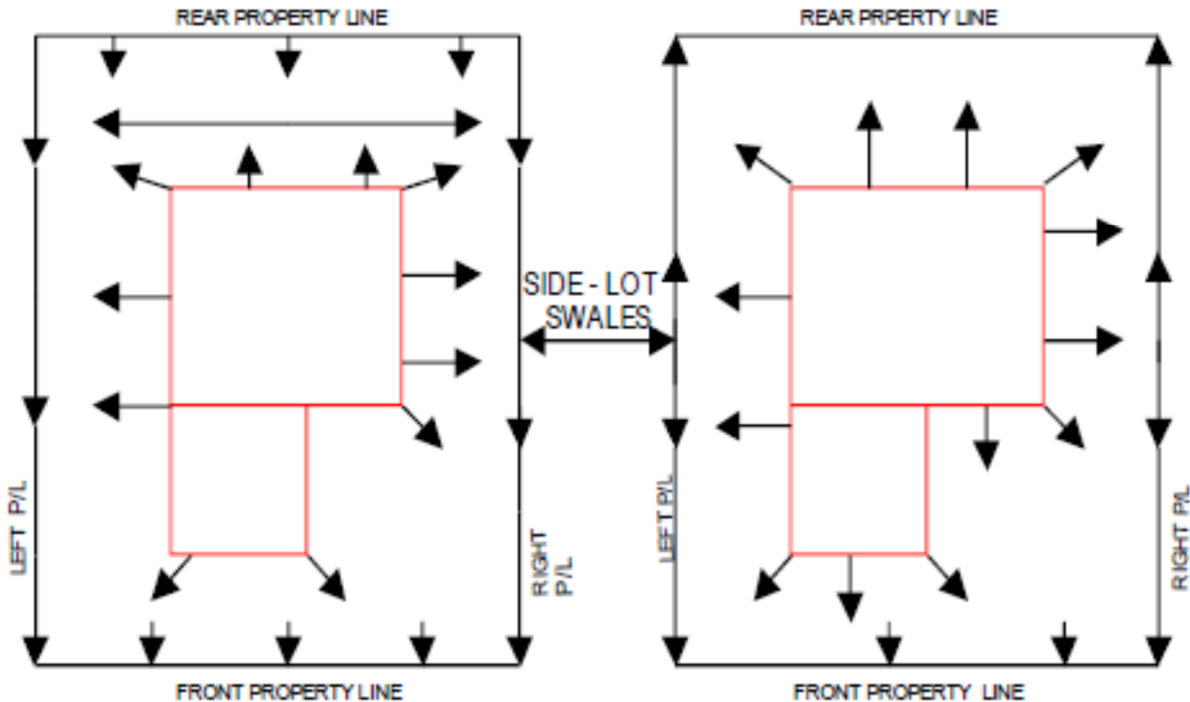 REAR PROPERTY LINE
REAR PRPERTY LINE
SIDE - LOT
SWALES
LEFT P/L
RIGHT
P/L
LEFT P/L
RIGHT P/L
FRONT PROPERTY LINE
FRONT PROPERTY LINE